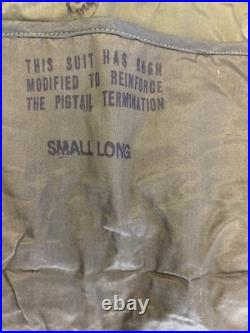 THIS SUIT HAS BEEN
MODIFIED TO REINFORCE
THE PIGTAIL TERMINATION
SMALL LONG